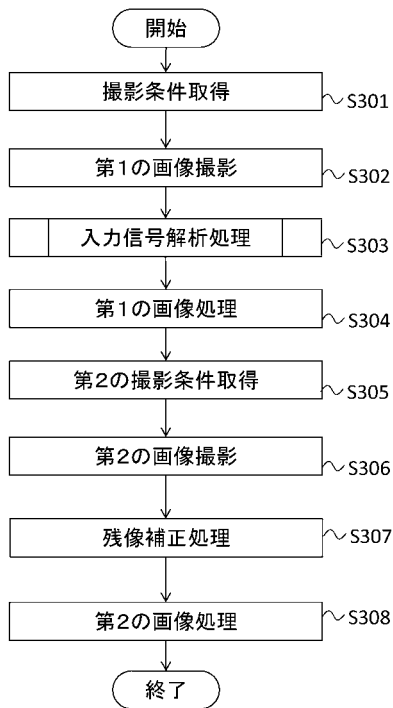 開始
撮影条件取得
S301
第1の画像撮影
S302
入力信号解析処理
S303
第1の画像処理
S304
第2の撮影条件取得
S305
第2の画像撮影
S306
残像補正処理
S307
第2の画像処理
S308
終了